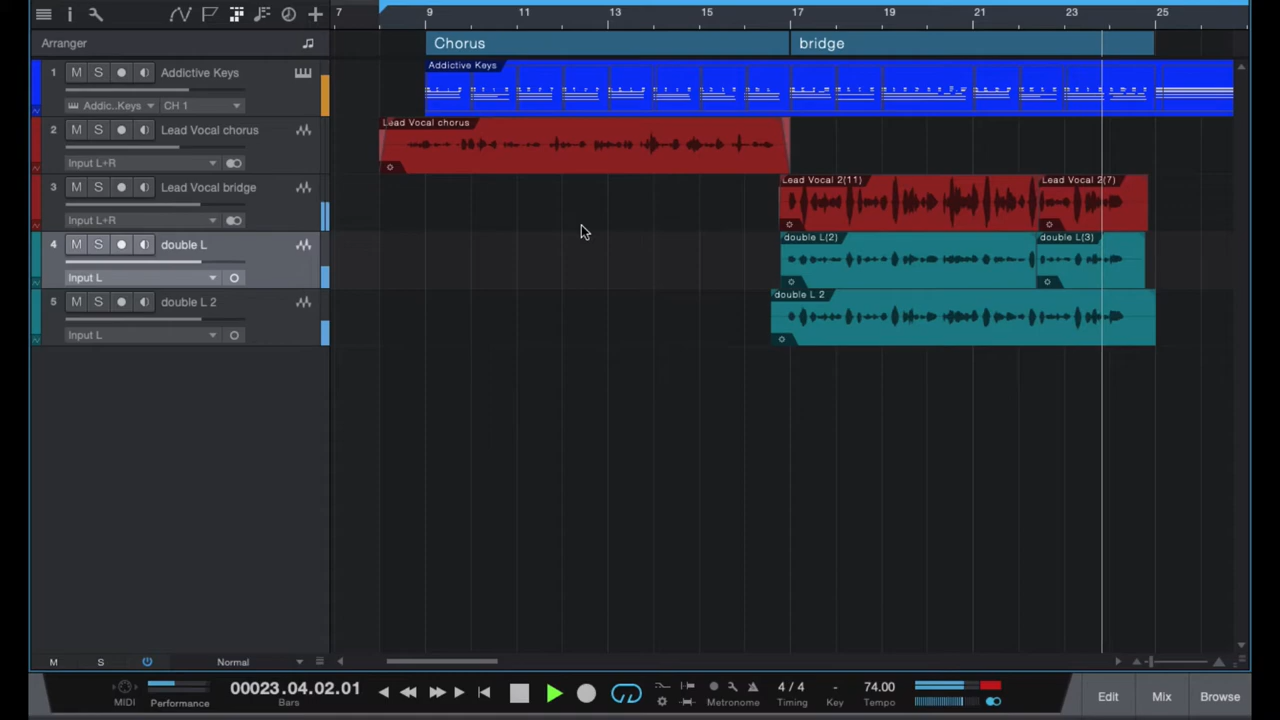 7 9 11 13 15 17 19 21 23 25
Arranger Chorus bridge
1 M S Addictive Keys
Addic..Keys CH 1
Addictive Keys
2 M S Lead Vocal chorus
Input L+R
Lead Vocal chorus
3 M S Lead Vocal bridge
Input L+R
Lead Vocal 2(11) Lead Vocal 2(7)
4 M S double L
Input L
double L(2) double L(3)
5 M S double L 2
Input L
double L 2
M S Normal
MIDI Performance
00023.04.02.01
Bars
Metronome
4 / 4
Timing
-
Key
74.00
Tempo
Edit Mix Browse